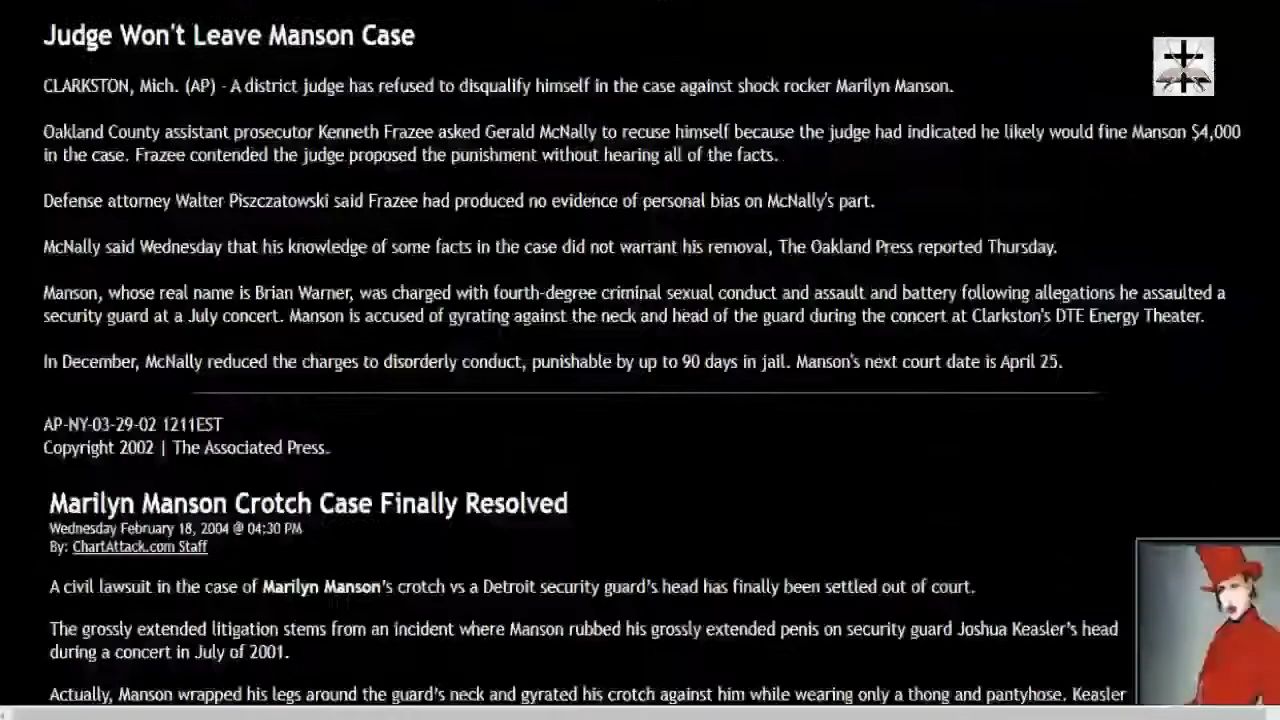 Judge Won't Leave Manson Case
CLARKSTON, Mich. (AP) - A district judge has refused to disqualify himself in the case against shock rocker Marilyn Manson.
Oakland County assistant prosecutor Kenneth Frazee asked Gerald McNally to recuse himself because the judge had indicated he likely would fine Manson $4,000
in the case. Frazee contended the judge proposed the punishment without hearing all of the facts.
Defense attorney Walter Piszczatowski said Frazee had produced no evidence of personal bias on McNally's part.
McNally said Wednesday that his knowledge of some facts in the case did not warrant his removal, The Oakland Press reported Thursday.
Manson, whose real name is Brian Warner, was charged with fourth-degree criminal sexual conduct and assault and battery following allegations he assaulted a
security guard at a July concert. Manson is accused of gyrating against the neck and head of the guard during the concert at Clarkston's DTE Energy Theater.
In December, McNally reduced the charges to disorderly conduct, punishable by up to 90 days in jail. Manson's next court date is April 25.
AP-NY-03-29-02 1211EST
Copyright 2002 | The Associated Press.
Marilyn Manson Crotch Case Finally Resolved
Wednesday February 18, 2004 @ 04:30 PM
By: ChartAttack.com Staff
A civil lawsuit in the case of Marilyn Manson's crotch vs a Detroit security guard's head has finally been settled out of court.
The grossly extended litigation stems from an incident where Manson rubbed his grossly extended penis on security guard Joshua Keasler's head
during a concert in July of 2001.
Actually, Manson wrapped his legs around the guard's neck and gyrated his crotch against him while wearing only a thong and pantyhose. Keasler